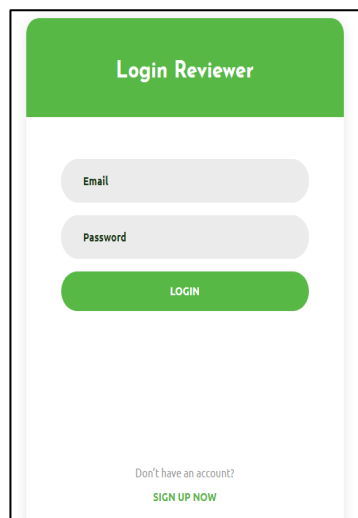 Login Reviewer
Email
Password
LOGIN
Don't have an account?
SIGN UP NOW